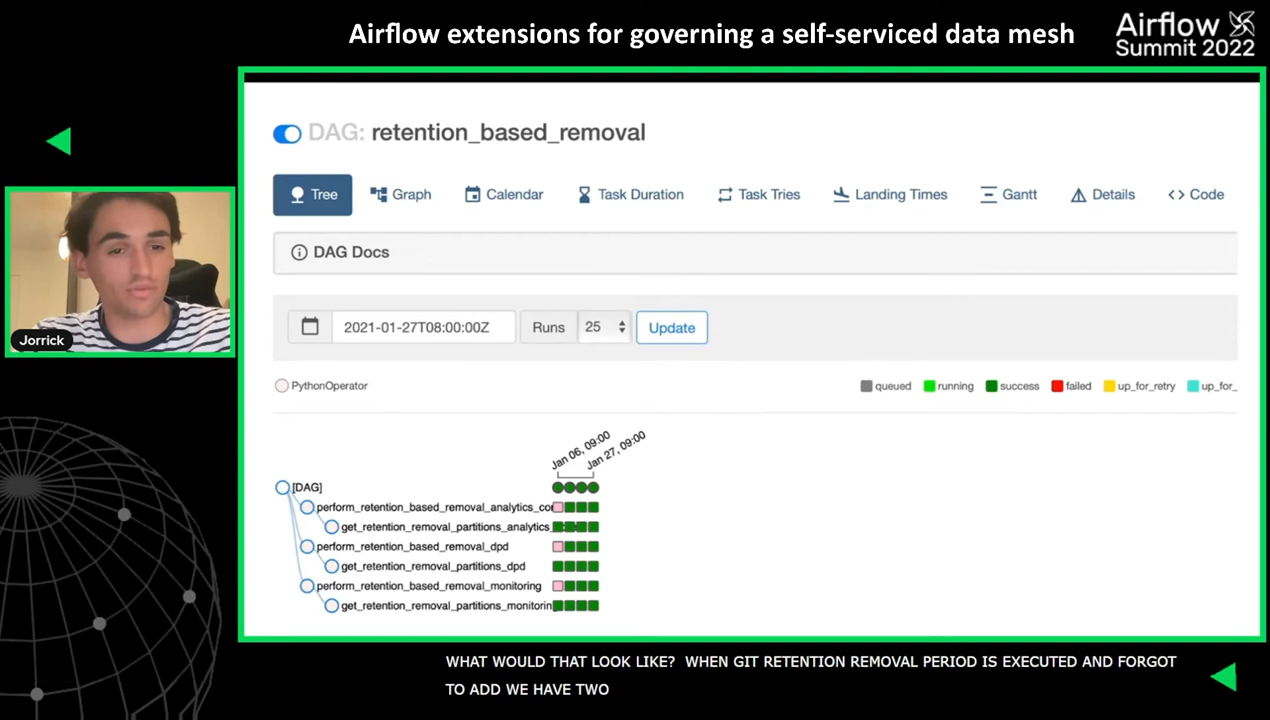 Airflow extensions for governing a self-serviced data mesh
Airflow
Summit 2022
DAG: retention_based_removal
Tree Graph Calendar Task Duration Task Tries Landing Times Gantt Details Code
DAG Docs
2021-01-27T08:00:00Z Runs 25 Update
Jorrick
PythonOperator queued running success failed up_for_retry up_for_
Jan 06, 09:00
Jan 27, 09:00
[DAG]
perform_retention_based_removal_analytics_co
get_retention_removal_partitions_analytics_
perform_retention_based_removal_dpd
get_retention_removal_partitions_dpd
perform_retention_based_removal_monitoring
get_retention_removal_partitions_monitorin
WHAT WOULD THAT LOOK LIKE? WHEN GIT RETENTION REMOVAL PERIOD IS EXECUTED AND FORGOT
TO ADD WE HAVE TWO